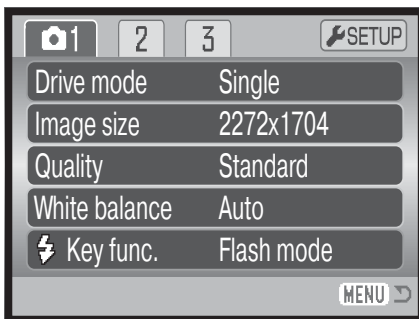 1 2 3 SETUP
Drive mode Single
Image size 2272x1704
Quality Standard
White balance Auto
Key func. Flash mode
MENU